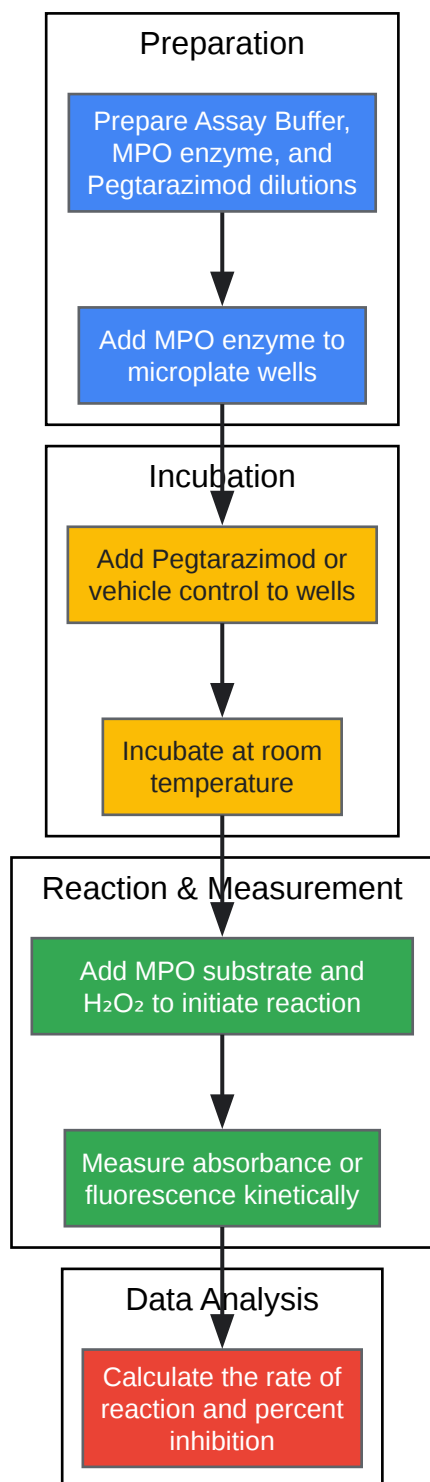 Preparation
Prepare Assay Buffer,
MPO enzyme, and
Pegtarazimod dilutions
Add MPO enzyme to
microplate wells
Incubation
Add Pegtarazimod or
vehicle control to wells
Incubate at room
temperature
Reaction & Measurement
Add MPO substrate and
H₂O₂ to initiate reaction
Measure absorbance or
fluorescence kinetically
Data Analysis
Calculate the rate of
reaction and percent
inhibition